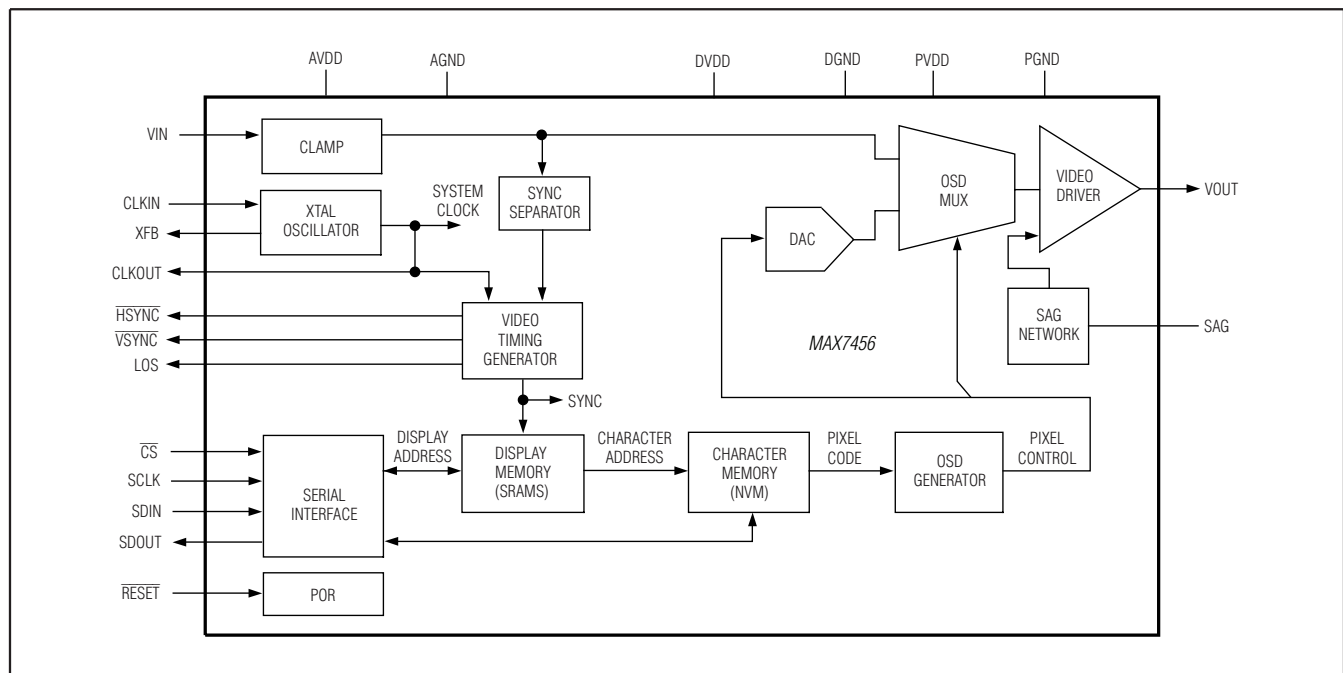 AVDD
AGND
DVDD
DGND
PVDD
PGND
VIN
CLAMP
CLKIN
XFB
XTAL
OSCILLATOR
SYSTEM
CLOCK
SYNC
SEPARATOR
CLKOUT
DAC
OSD
MUX
VIDEO
DRIVER
VOUT
HSYNC
VSYNC
LOS
VIDEO
TIMING
GENERATOR
MAX7456
SAG
NETWORK
SAG
SYNC
CS
SCLK
SDIN
SDOUT
SERIAL
INTERFACE
DISPLAY
ADDRESS
DISPLAY
MEMORY
(SRAMS)
CHARACTER
ADDRESS
CHARACTER
MEMORY
(NVM)
PIXEL
CODE
OSD
GENERATOR
PIXEL
CONTROL
RESET
POR